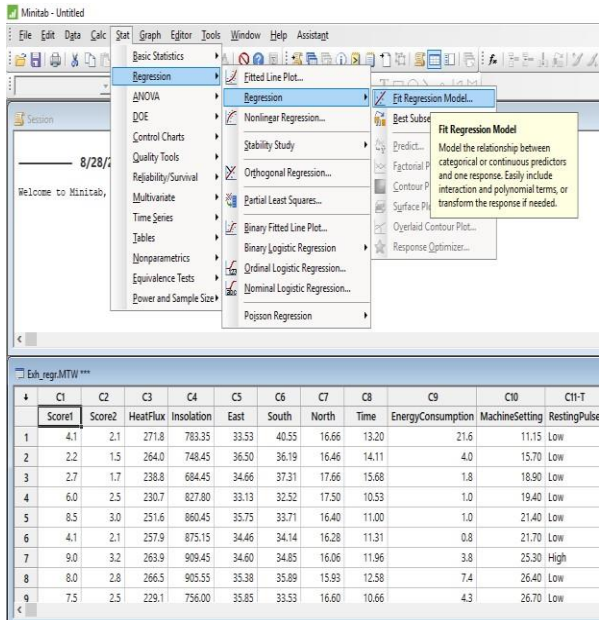 Minitab - Untitled
File Edit Data Calc Stat Graph Editor Tools Window Help Assistant
Basic Statistics
Regression
ANOVA
DOE
Control Charts
Quality Tools
Reliability/Survival
Multivariate
Time Series
Tables
Nonparametrics
Equivalence Tests
Power and Sample Size
Fitted Line Plot...
Regression
Nonlinear Regression...
Stability Study
Orthogonal Regression...
Partial Least Squares...
Binary Fitted Line Plot...
Binary Logistic Regression
Ordinal Logistic Regression...
Nominal Logistic Regression...
Poisson Regression
Fit Regression Model...
Best Subse
Predict...
Factorial P
Contour P
Surface Plo
Overlaid Contour Plot...
Response Optimizer...
Fit Regression Model
Model the relationship between
categorical or continuous predictors
and one response. Easily include
interaction and polynomial terms, or
transform the response if needed.
Session
8/28/2
Welcome to Minitab,
Exh_regr.MTW ***
C1 C2 C3 C4 C5 C6 C7 C8 C9 C10 C11-T
Score1 Score2 HeatFlux Insolation East South North Time EnergyConsumption MachineSetting RestingPulse
1 4.1 2.1 271.8 783.35 33.53 40.55 16.66 13.20 21.6 11.15 Low
2 2.2 1.5 264.0 748.45 36.50 36.19 16.46 14.11 4.0 15.70 Low
3 2.7 1.7 238.8 684.45 34.66 37.31 17.66 15.68 1.8 18.90 Low
4 6.0 2.5 230.7 827.80 33.13 32.52 17.50 10.53 1.0 19.40 Low
5 8.5 3.0 251.6 860.45 35.75 33.71 16.40 11.00 1.0 21.40 Low
6 4.1 2.1 257.9 875.15 34.46 34.14 16.28 11.31 0.8 21.70 Low
7 9.0 3.2 263.9 909.45 34.60 34.85 16.06 11.96 3.8 25.30 High
8 8.0 2.8 266.5 905.55 35.38 35.89 15.93 12.58 7.4 26.40 Low
9 7.5 2.5 229.1 756.00 35.85 33.53 16.60 10.66 4.3 26.70 Low